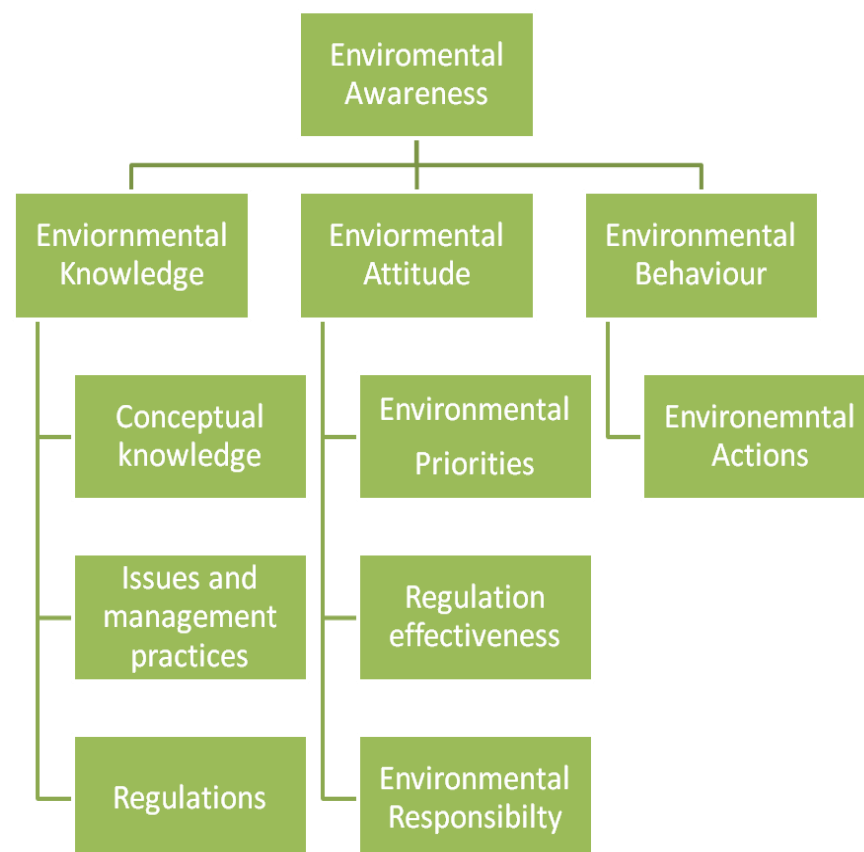 Enviromental
Awareness
Enviornmental
Knowledge
Enviormental
Attitude
Environmental
Behaviour
Conceptual
knowledge
Environmental
Priorities
Environemntal
Actions
Issues and
management
practices
Regulation
effectiveness
Regulations
Environmental
Responsibilty